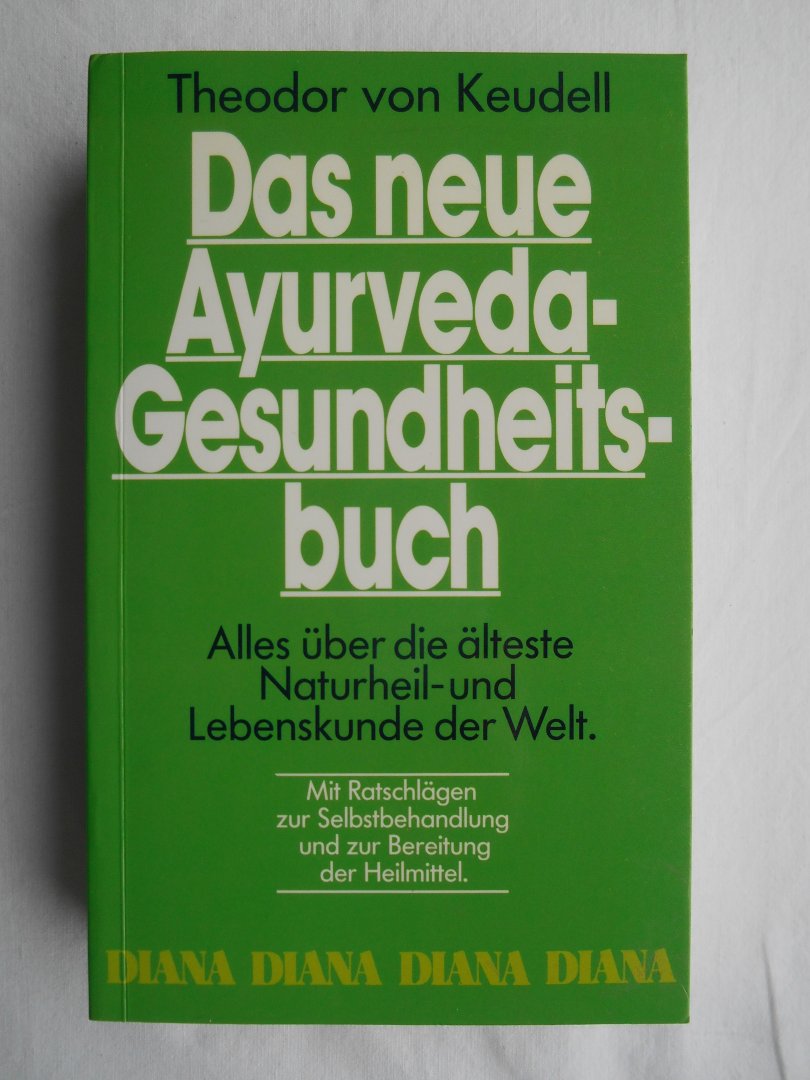 Theodor von Keudell
Das neue
Ayurveda-
Gesundheits-
buch
Alles über die älteste
Naturheil-und
Lebenskunde der Welt.
Mit Ratschlägen
zur Selbstbehandlung
und zur Bereitung
der Heilmittel.
DIANA DIANA DIANA DIANA